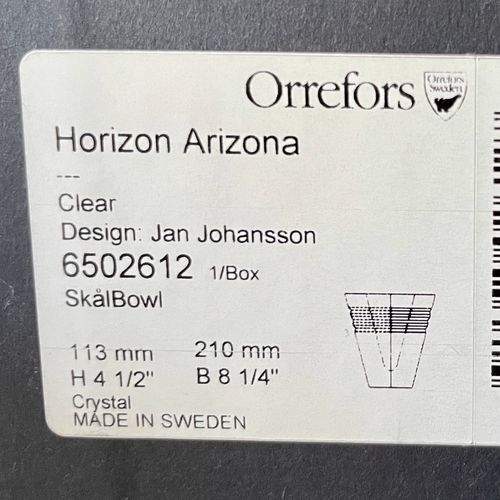 Orrefors
Orrefors
Sweden
Horizon Arizona
---
Clear
Design: Jan Johansson
6502612 1/Box
SkålBowl
113 mm 210 mm
H 4 1/2" B 8 1/4"
Crystal
MADE IN SWEDEN